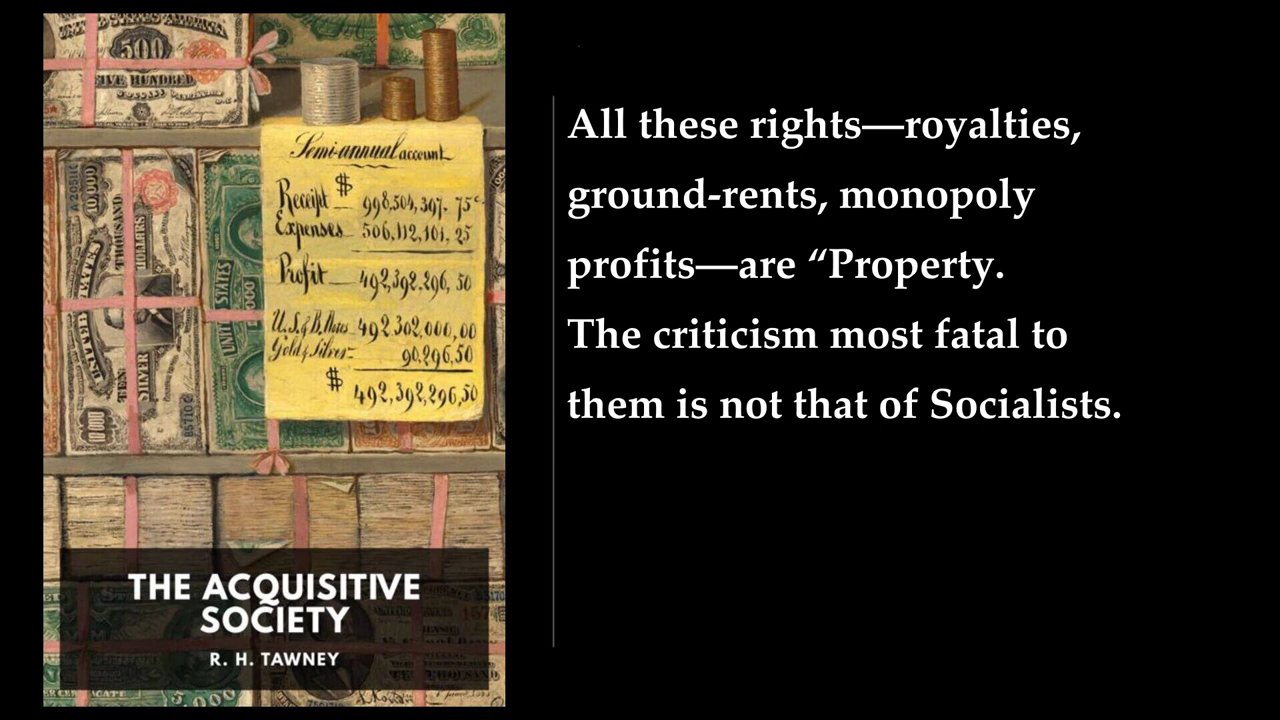 500
FIVE HUNDRED
Semi-annual account
$
Receipt 998,504,397. 75c
Expenses 506,112,101, 25
Profit 492,392,296, 50
492,302,000,00
Gold & Silver 90,296,50
$ 492,392,296,50
THE ACQUISITIVE
SOCIETY
R. H. TAWNEY
All these rights—royalties,
ground-rents, monopoly
profits—are “Property.
The criticism most fatal to
them is not that of Socialists.